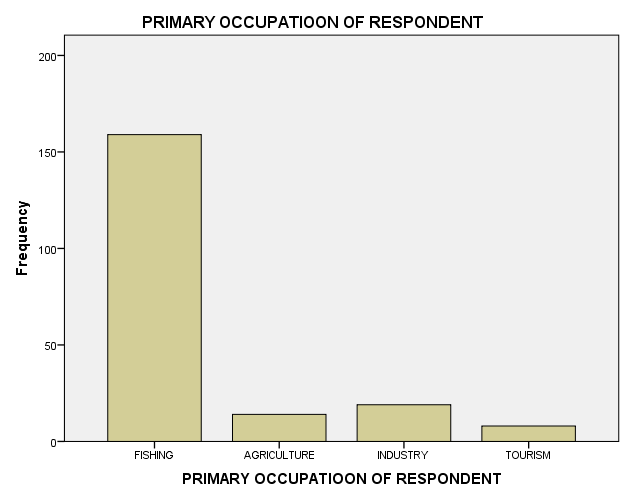 PRIMARY OCCUPATIOON OF RESPONDENT
200
150
100
50
0
Frequency
FISHING AGRICULTURE INDUSTRY TOURISM
PRIMARY OCCUPATIOON OF RESPONDENT